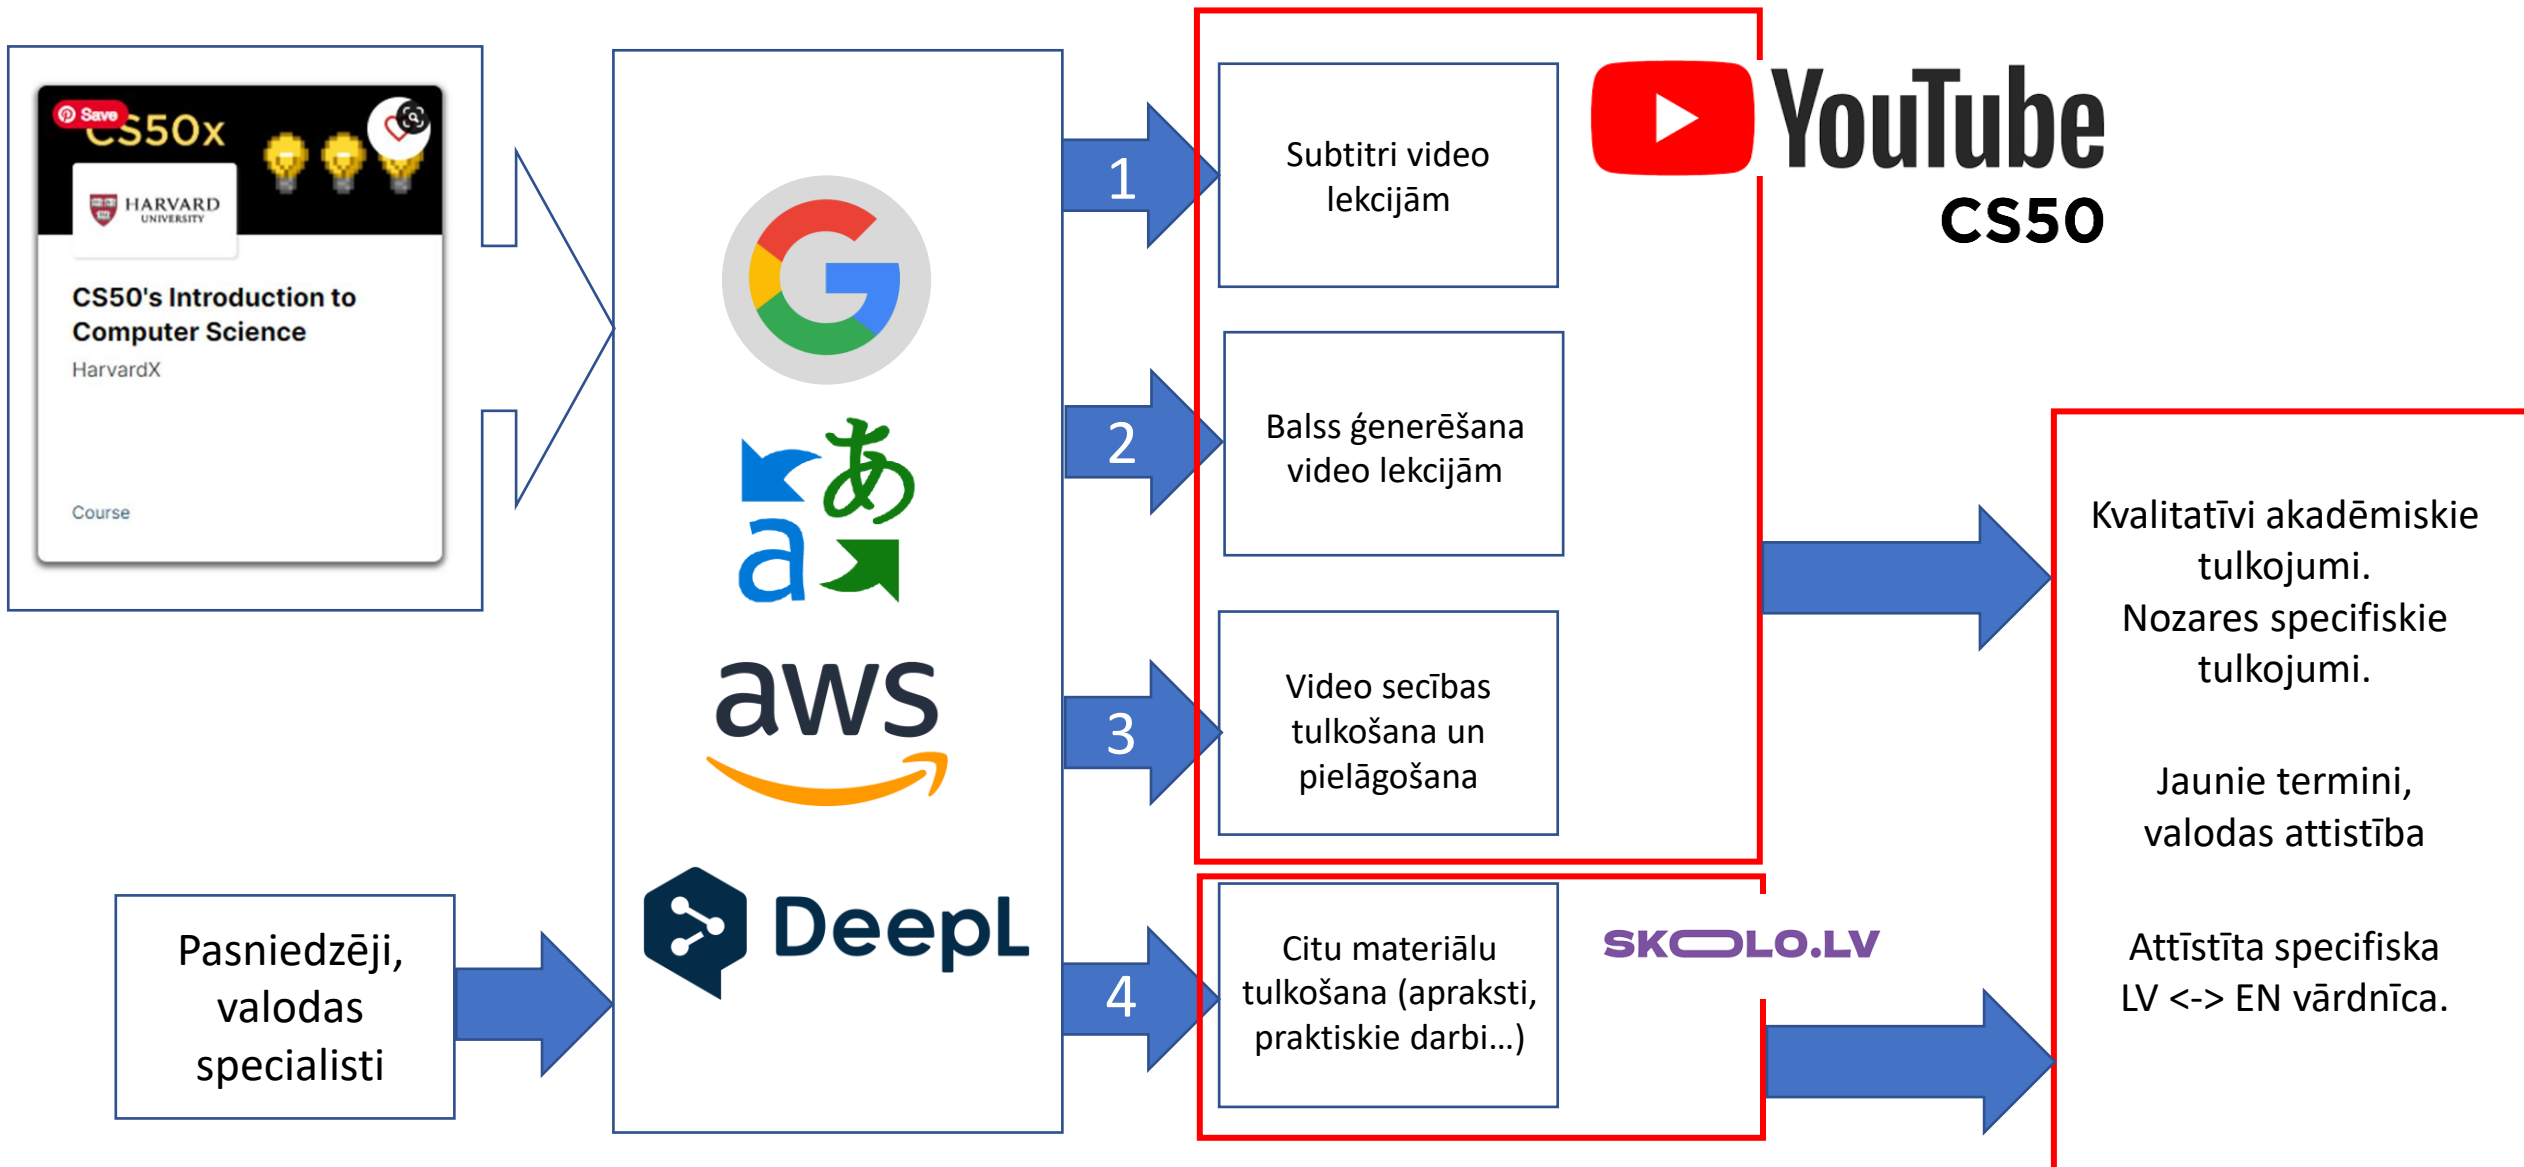 Save
CS50x
HARVARD
UNIVERSITY
CS50's Introduction to
Computer Science
HarvardX
Course
Pasniedzēji,
valodas
specialisti
あ
a
aws
DeepL
1
Subtitri video
lekcijām
2
Balss ģenerēšana
video lekcijām
3
Video secības
tulkošana un
pielāgošana
4
Citu materiālu
tulkošana (apraksti,
praktiskie darbi...)
YouTube
CS50
SKOLO.LV
Kvalitatīvi akadēmiskie
tulkojumi.
Nozares specifiskie
tulkojumi.
Jaunie termini,
valodas attistība
Attīstīta specifiska
LV <-> EN vārdnīca.